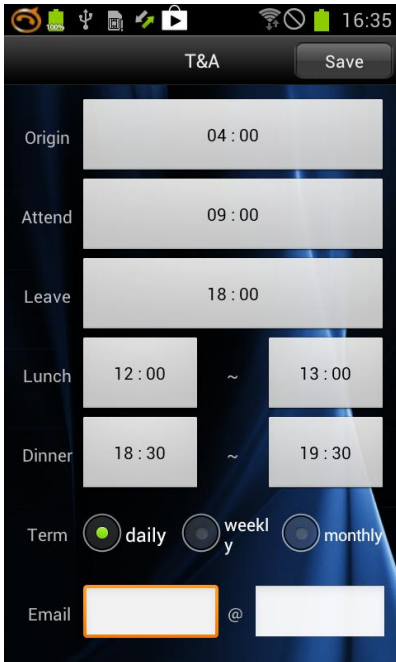 100%
16:35
T&A
Save
Origin
04 : 00
Attend
09 : 00
Leave
18 : 00
Lunch
12 : 00
~
13 : 00
Dinner
18 : 30
~
19 : 30
Term
daily
weekl
y
monthly
Email
@